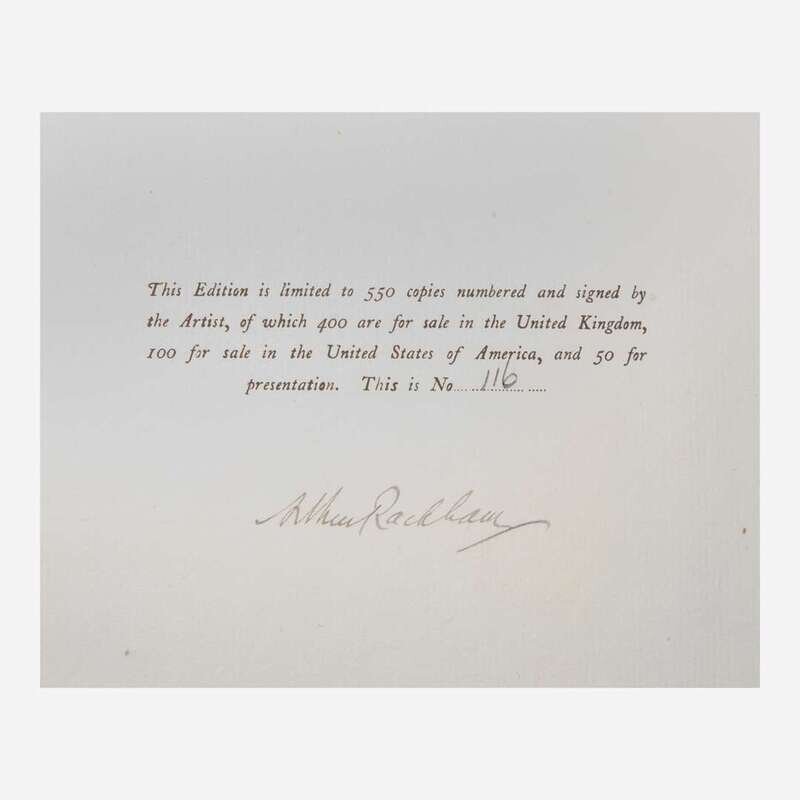 This Edition is limited to 550 copies numbered and signed by
the Artist, of which 400 are for sale in the United Kingdom,
100 for sale in the United States of America, and 50 for
presentation. This is No..... 116 .....
Arthur Rackham